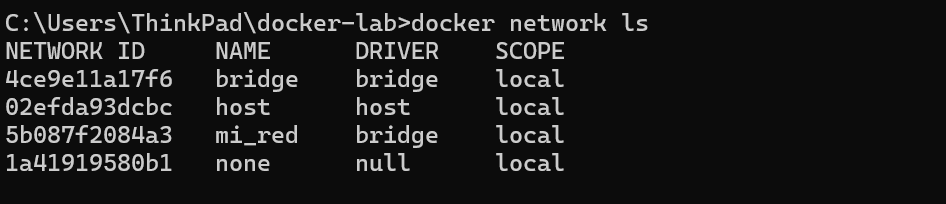 C:\Users\ThinkPad\docker-lab>docker network ls
NETWORK ID     NAME      DRIVER    SCOPE
4ce9e11a17f6   bridge    bridge    local
02efda93dcbc   host      host      local
5b087f2084a3   mi_red    bridge    local
1a41919580b1   none      null      local